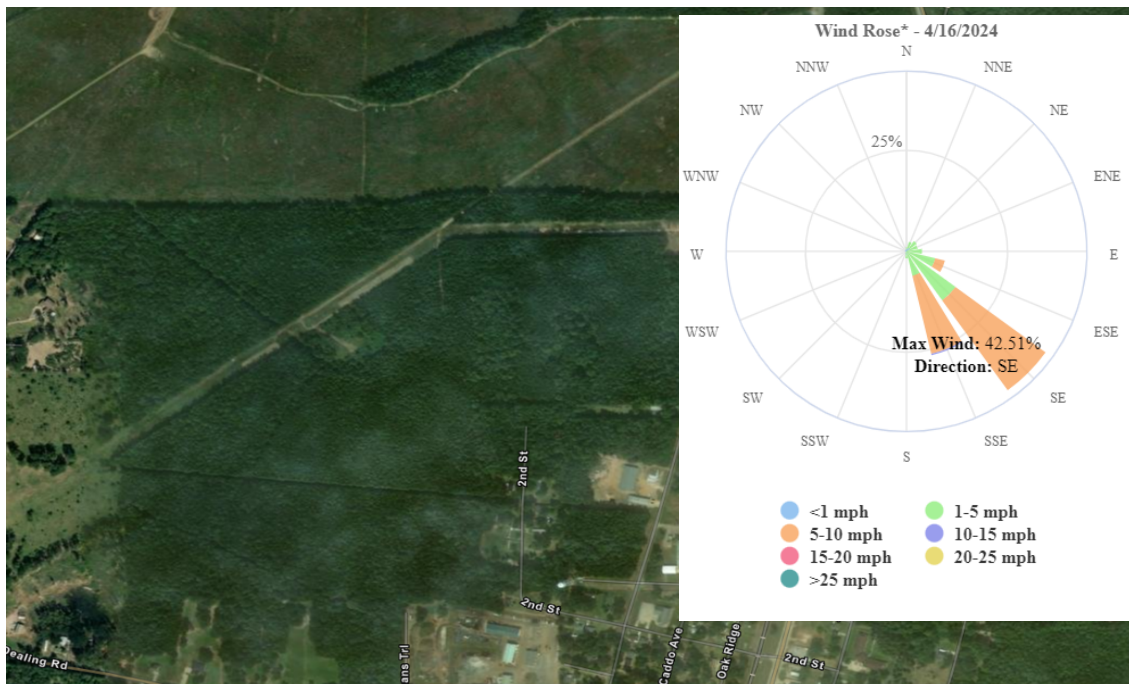 Wind Rose* - 4/16/2024
N
NNW
NNE
NW
NE
25%
WNW
ENE
W
E
WSW
ESE
Max Wind: 42.51%
Direction: SE
SW
SE
SSW
SSE
S
<1 mph
1-5 mph
5-10 mph
10-15 mph
15-20 mph
20-25 mph
>25 mph
2nd St
2nd St
2nd St
Dealing Rd
ans Trl
Caddo Ave
Oak Ridge